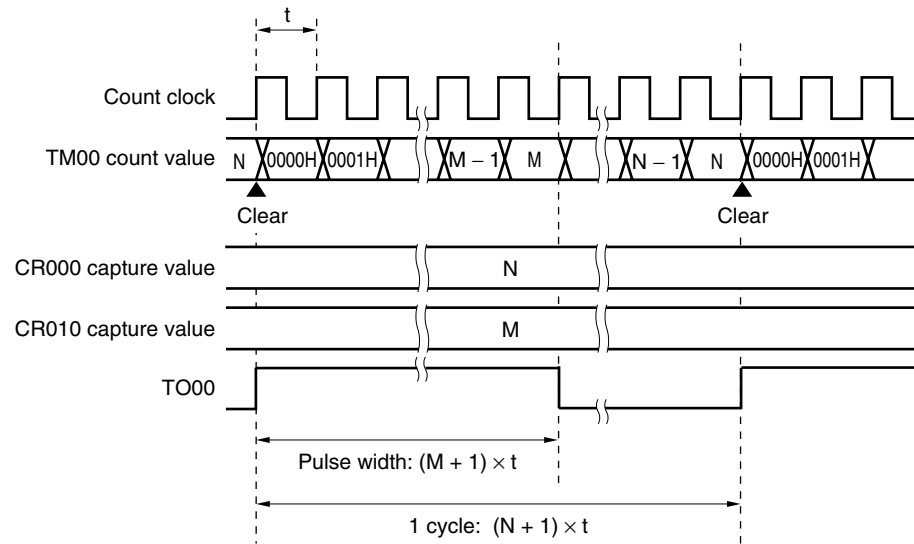 t
Count clock
TM00 count value N 0000H 0001H M − 1 M N − 1 N 0000H 0001H
Clear Clear
CR000 capture value N
CR010 capture value M
TO00
Pulse width: (M + 1) × t
1 cycle: (N + 1) × t